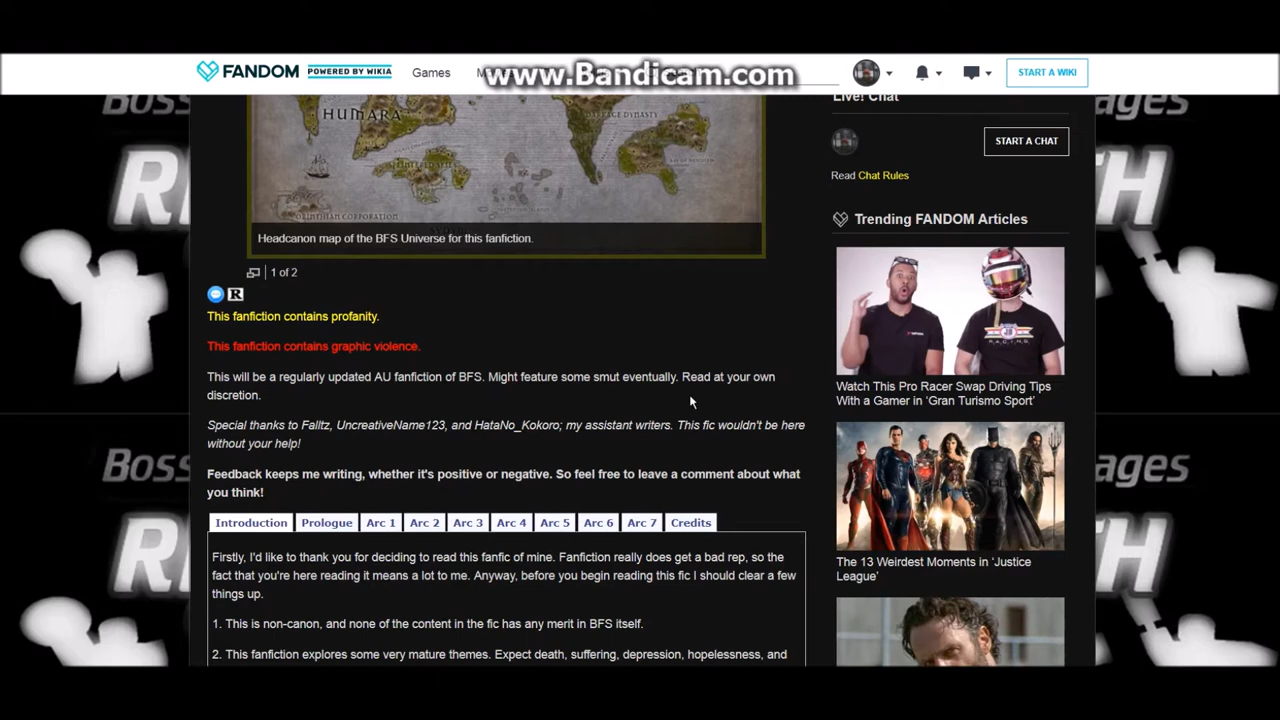 www.Bandicam.com
FANDOM POWERED BY WIKIA Games START A WIKI
Boss
HUMARA
Headcanon map of the BFS Universe for this fanfiction.
1 of 2
R
This fanfiction contains profanity.
This fanfiction contains graphic violence.
This will be a regularly updated AU fanfiction of BFS. Might feature some smut eventually. Read at your own
discretion.
Special thanks to Falltz, UncreativeName123, and HataNo_Kokoro; my assistant writers. This fic wouldn't be here
without your help!
Feedback keeps me writing, whether it's positive or negative. So feel free to leave a comment about what
you think!
Introduction Prologue Arc 1 Arc 2 Arc 3 Arc 4 Arc 5 Arc 6 Arc 7 Credits
Firstly, I'd like to thank you for deciding to read this fanfic of mine. Fanfiction really does get a bad rep, so the
fact that you're here reading it means a lot to me. Anyway, before you begin reading this fic I should clear a few
things up.
1. This is non-canon, and none of the content in the fic has any merit in BFS itself.
2. This fanfiction explores some very mature themes. Expect death, suffering, depression, hopelessness, and
Live! Chat
START A CHAT
Read Chat Rules
Trending FANDOM Articles
Watch This Pro Racer Swap Driving Tips
With a Gamer in ‘Gran Turismo Sport’
The 13 Weirdest Moments in ‘Justice
League’
ages
TH
Boss
ages